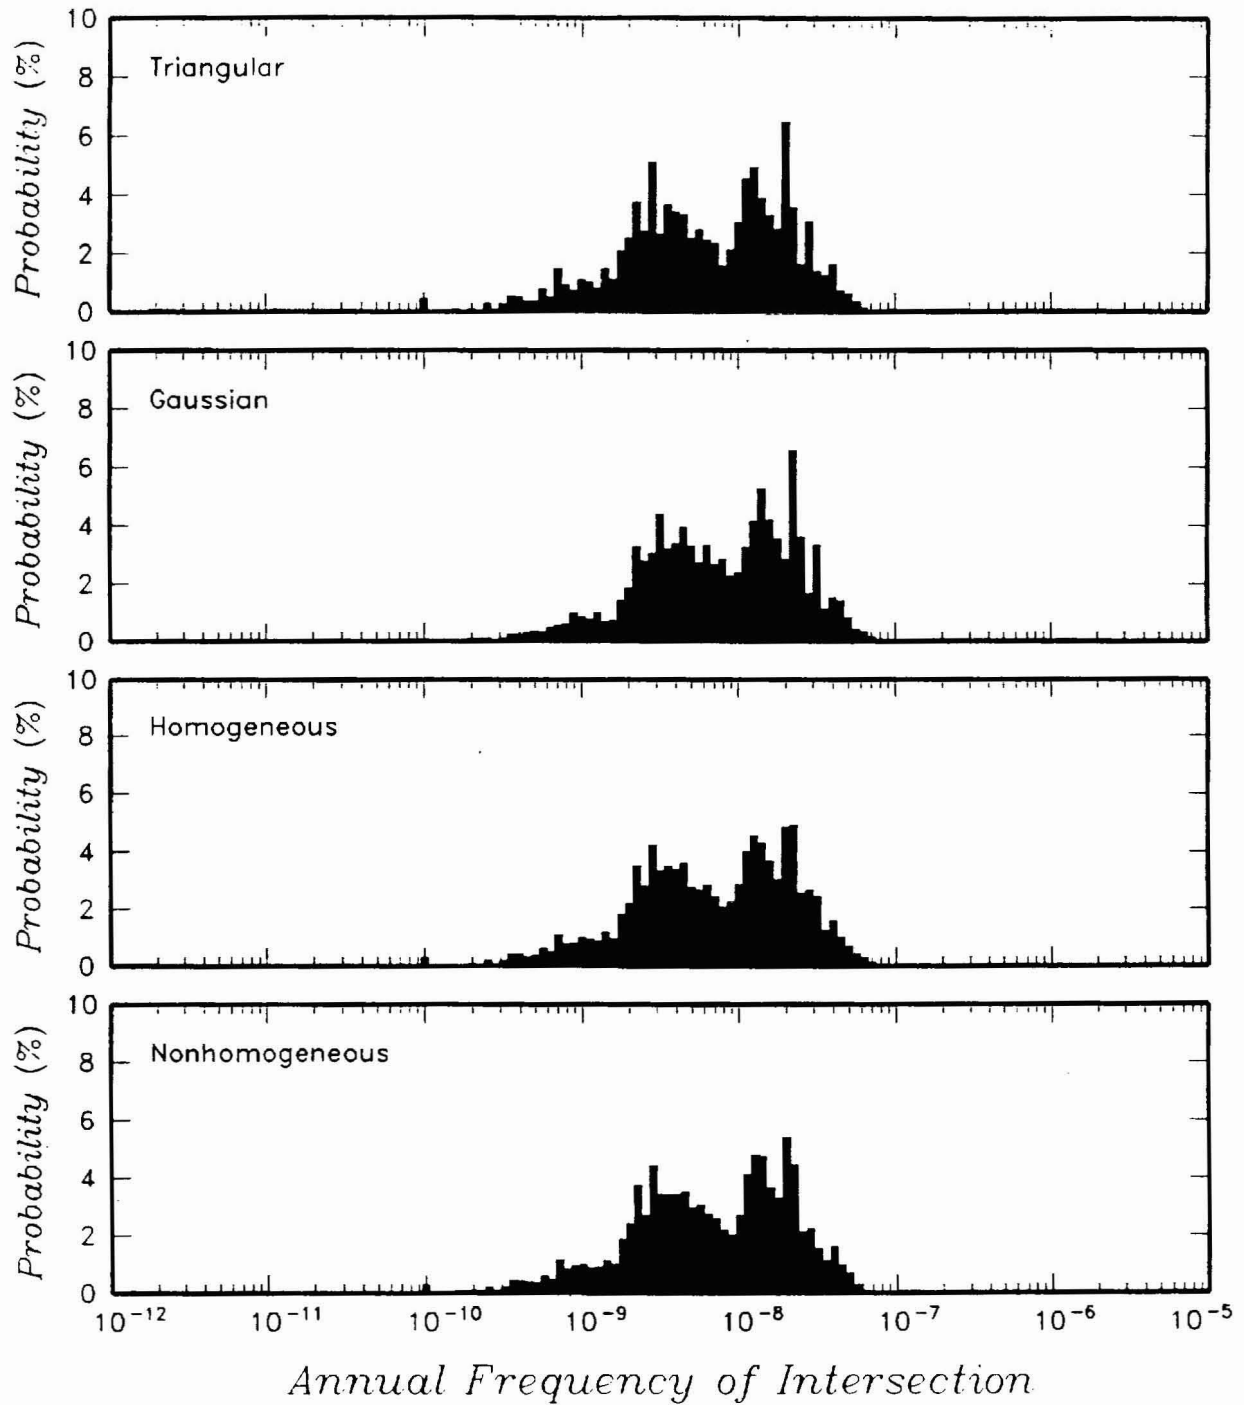 10
8
6
4
2
0
Probability (%)
Triangular
10
8
6
4
2
0
Probability (%)
Gaussian
10
8
6
4
2
0
Probability (%)
Homogeneous
10
8
6
4
2
0
Probability (%)
Nonhomogeneous
10⁻¹² 10⁻¹¹ 10⁻¹⁰ 10⁻⁹ 10⁻⁸ 10⁻⁷ 10⁻⁶ 10⁻⁵
Annual Frequency of Intersection